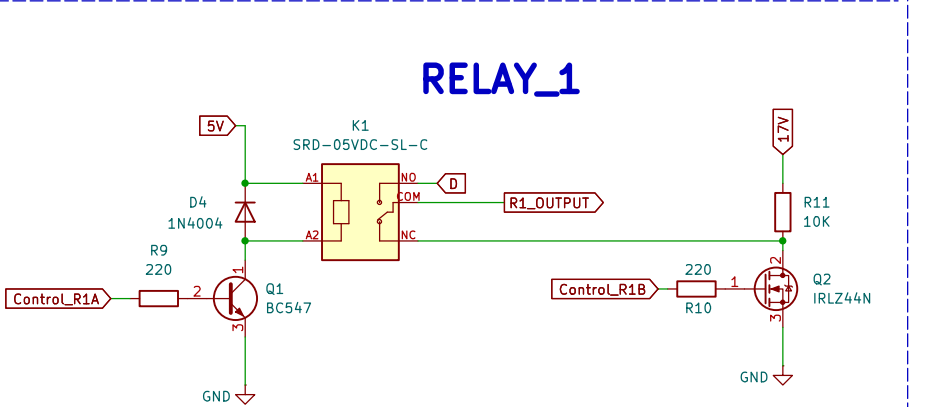 RELAY_1
5V
K1
SRD-05VDC-SL-C
17V
A1
NO
D
COM
R1_OUTPUT
D4
1N4004
R11
10K
A2
NC
R9
220
1
Q1
BC547
Control_R1A
2
3
GND
220
R10
Control_R1B
1
2
Q2
IRLZ44N
3
GND